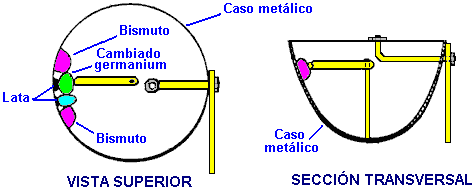 Caso metálico
Bismuto
Cambiado
germanium
Lata
Bismuto
Caso
metálico
VISTA SUPERIOR
SECCIÓN TRANSVERSAL